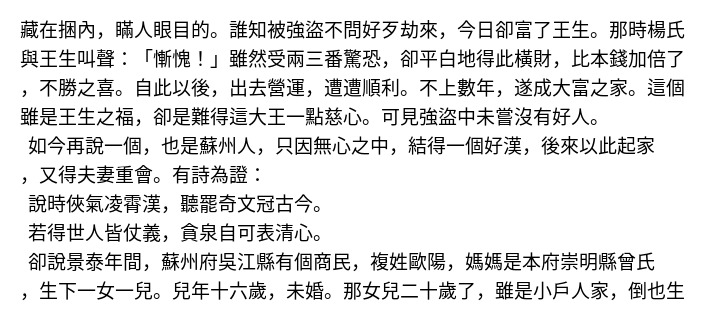 藏在捆內，瞞人眼目的。誰知被強盜不問好歹劫來，今日卻富了王生。那時楊氏
與王生叫聲：「慚愧！」雖然受兩三番驚恐，卻平白地得此橫財，比本錢加倍了
，不勝之喜。自此以後，出去營運，遭遭順利。不上數年，遂成大富之家。這個
雖是王生之福，卻是難得這大王一點慈心。可見強盜中未嘗沒有好人。
如今再說一個，也是蘇州人，只因無心之中，結得一個好漢，後來以此起家
，又得夫妻重會。有詩為證：
說時俠氣凌霄漢，聽罷奇文冠古今。
若得世人皆仗義，貪泉自可表清心。
卻說景泰年間，蘇州府吳江縣有個商民，複姓歐陽，媽媽是本府崇明縣曾氏
，生下一女一兒。兒年十六歲，未婚。那女兒二十歲了，雖是小戶人家，倒也生